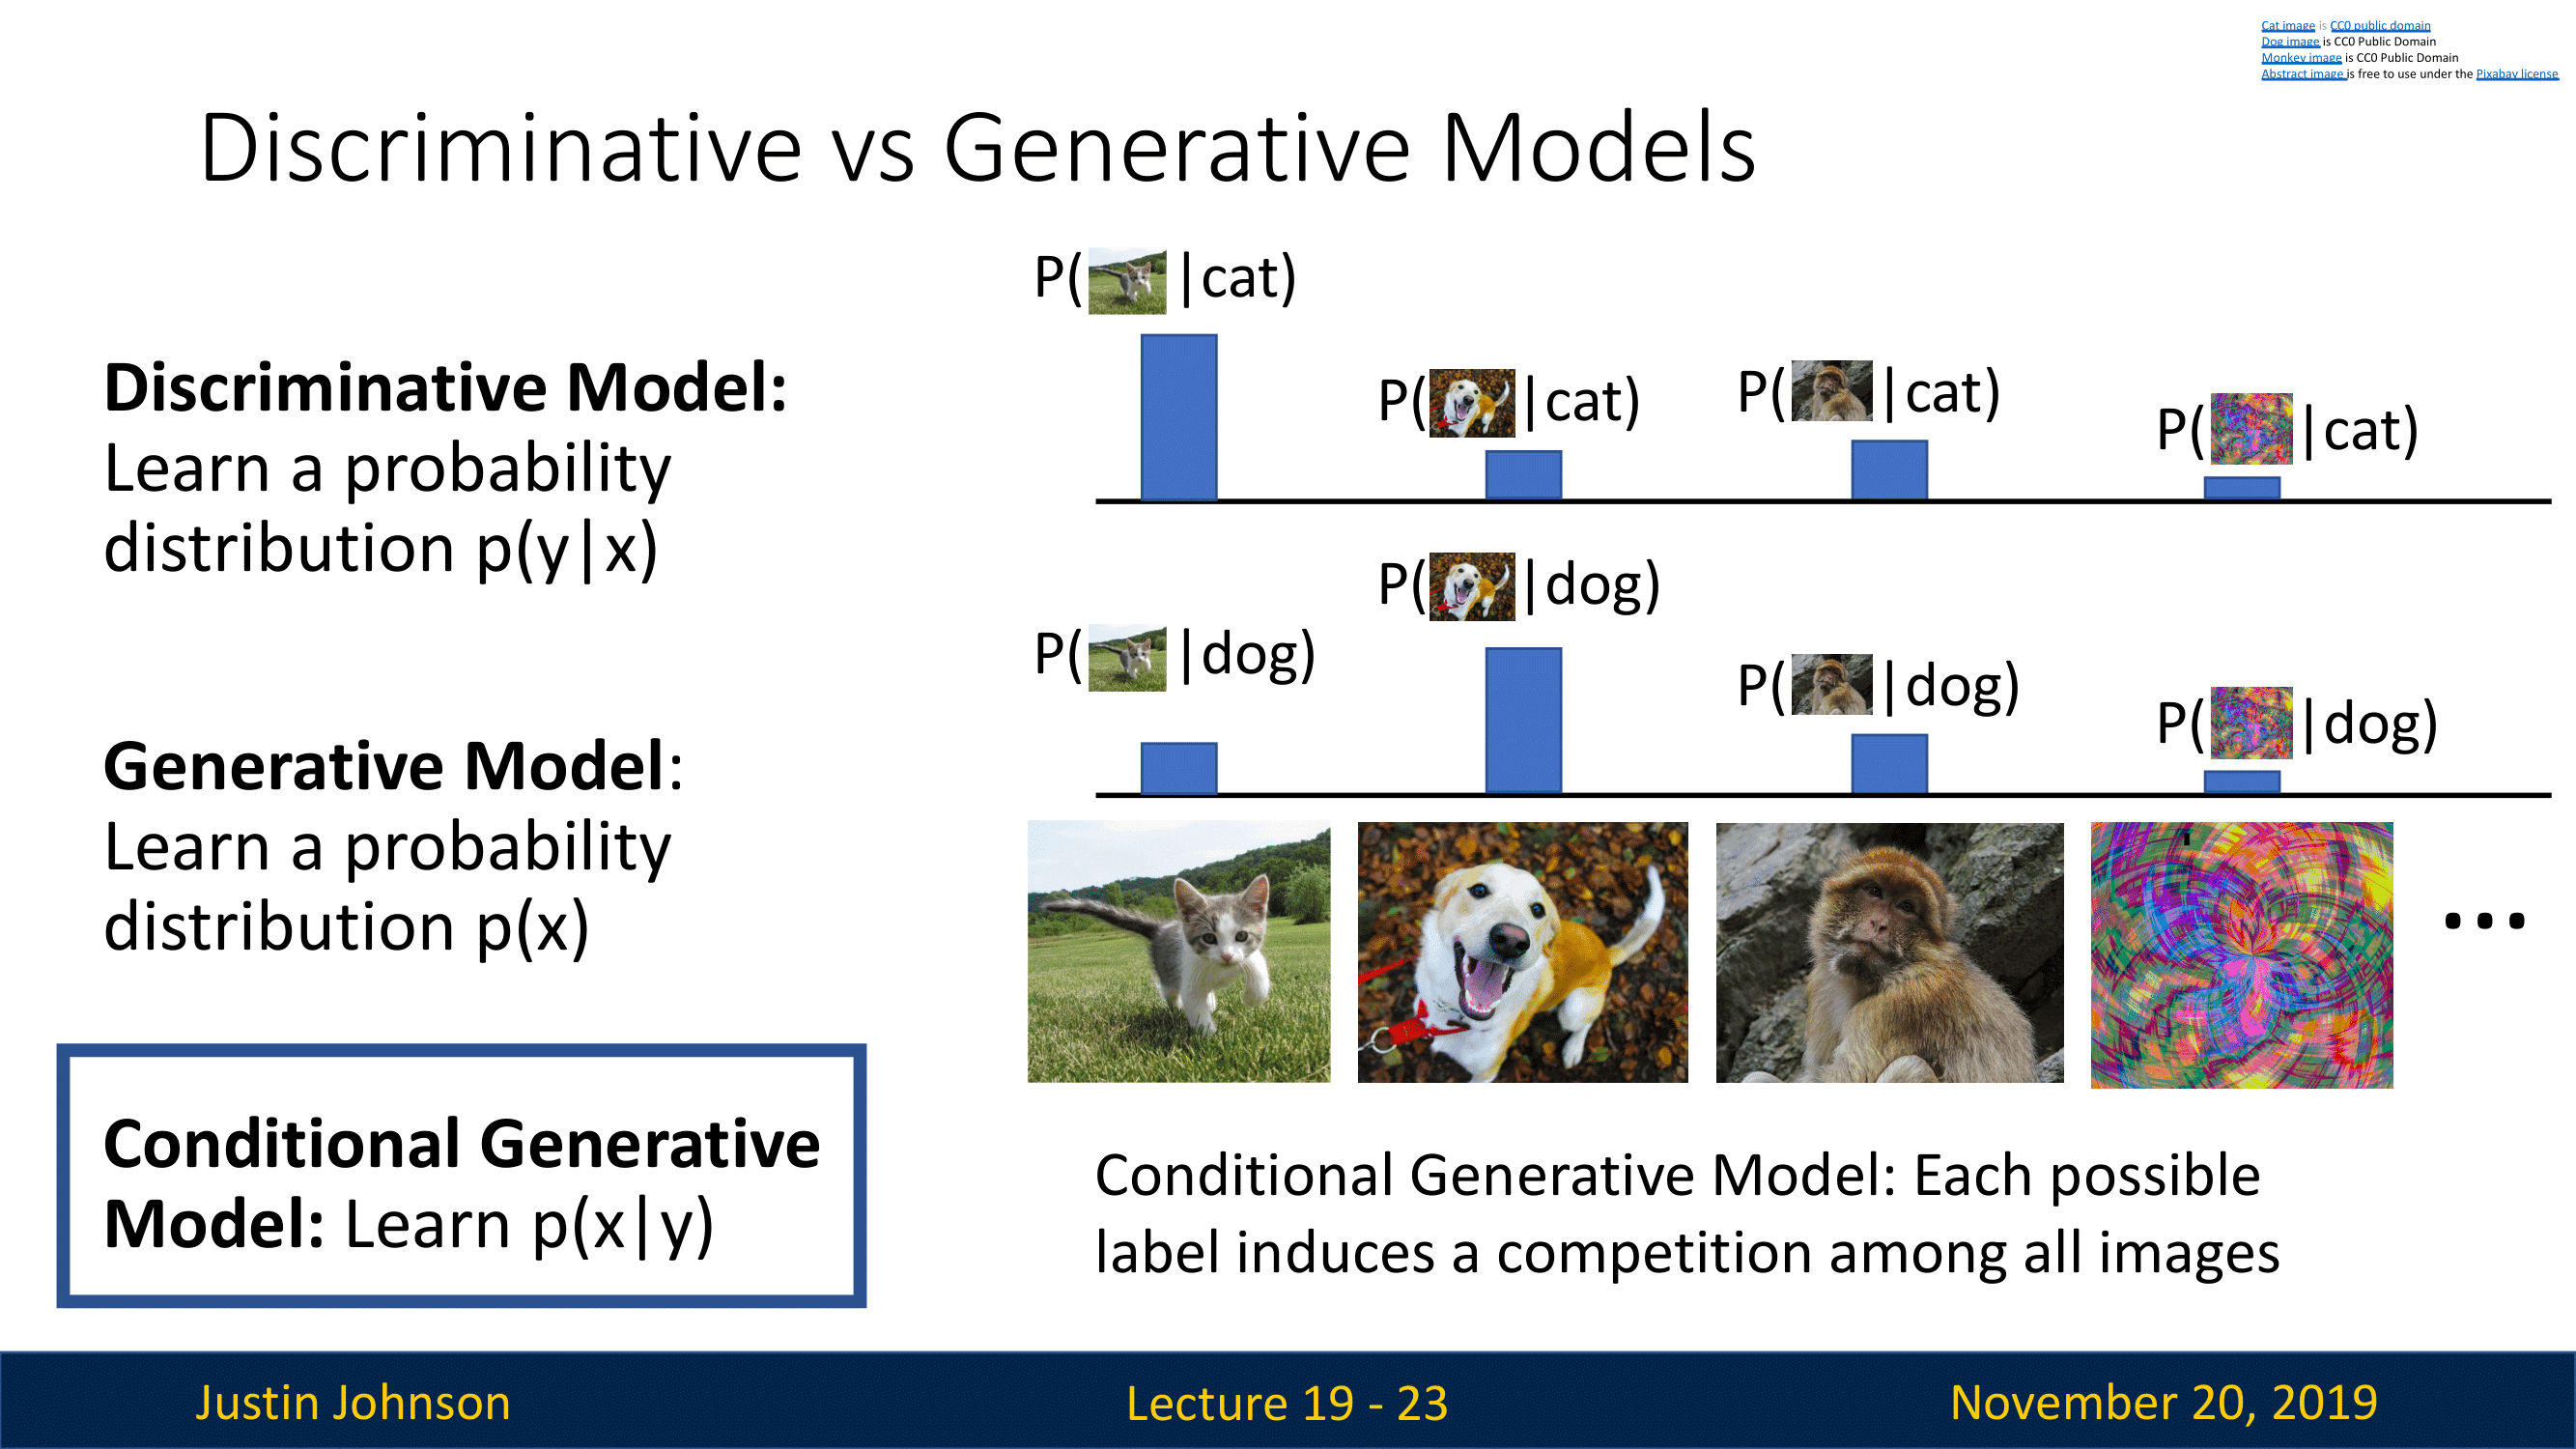 Cat image is CC0 public domain
Dog image is CC0 Public Domain
Monkey image is CC0 Public Domain
Abstract image is free to use under the Pixabay license
Discriminative vs Generative Models
Discriminative Model:
Learn a probability
distribution p(y|x)
Generative Model:
Learn a probability
distribution p(x)
Conditional Generative
Model: Learn p(x|y)
P( |cat)
P( |cat)
P( |cat)
P( |cat)
P( |dog)
P( |dog)
P( |dog)
P( |dog)
...
Conditional Generative Model: Each possible
label induces a competition among all images
Justin Johnson
Lecture 19 - 23
November 20, 2019